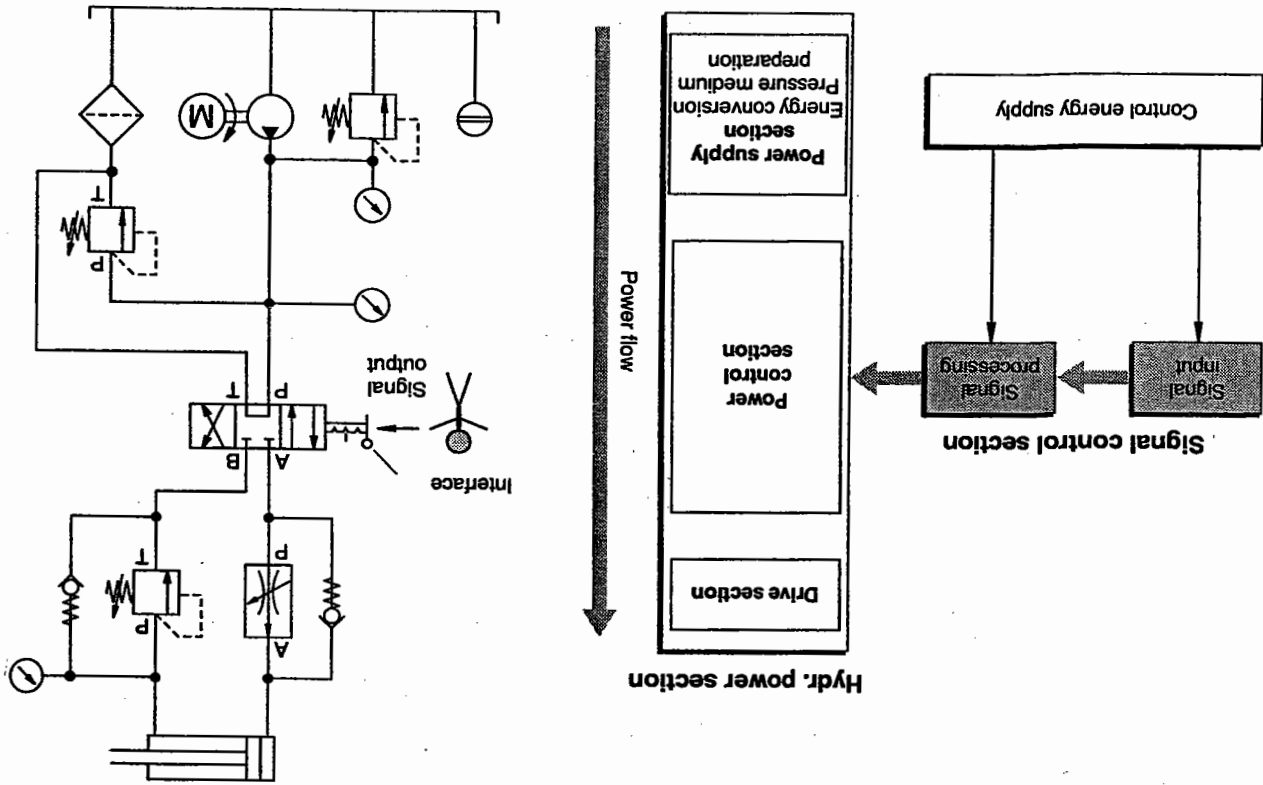 Hydr. power section
Drive section
Signal control section
Signal
input
Signal
processing
Power
control
section
Control energy supply
Power supply
section
Energy conversion
Pressure medium
preparation
Power flow
A
P
P
T
Interface
A B
Signal
output
P T
P
T
M